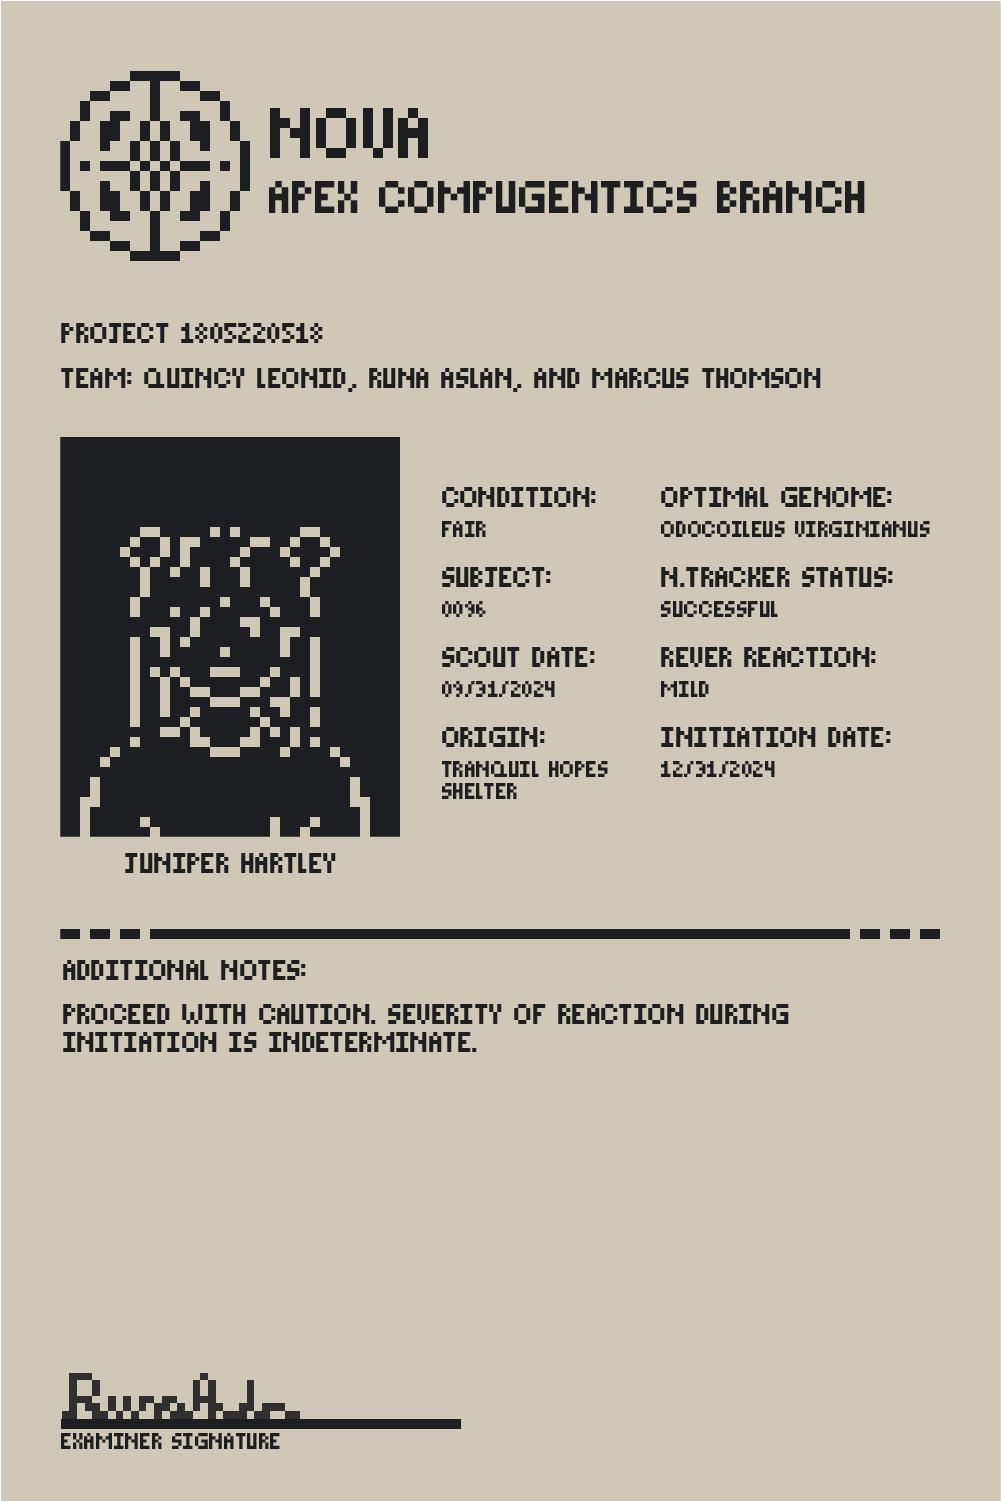 NOVA
APEX COMPUGENTICS BRANCH
PROJECT 1805220518
TEAM: QUINCY LEONID, RUNA ASLAN, AND MARCUS THOMSON
CONDITION:
FAIR
OPTIMAL GENOME:
ODOCOILEUS VIRGINIANUS
SUBJECT:
0096
N.TRACKER STATUS:
SUCCESSFUL
SCOUT DATE:
09/31/2024
REVER REACTION:
MILD
ORIGIN:
TRANQUIL HOPES
SHELTER
INITIATION DATE:
12/31/2024
JUNIPER HARTLEY
ADDITIONAL NOTES:
PROCEED WITH CAUTION. SEVERITY OF REACTION DURING
INITIATION IS INDETERMINATE.
EXAMINER SIGNATURE